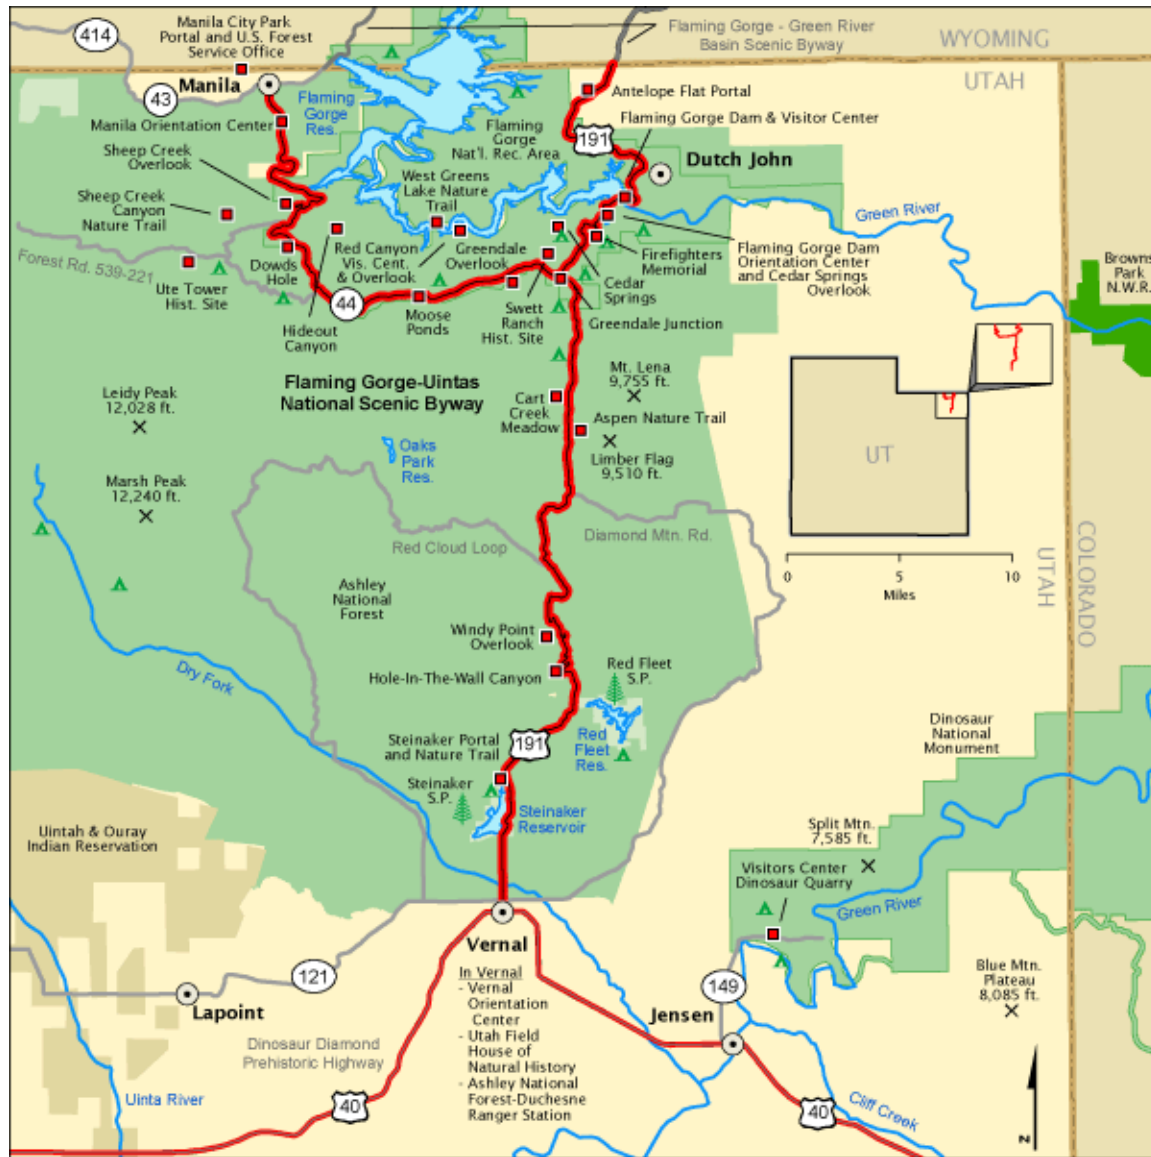 414
Manila City Park
Portal and U.S. Forest
Service Office
Flaming Gorge - Green River
Basin Scenic Byway
WYOMING
UTAH
Manila
43
Flaming
Gorge
Res.
Antelope Flat Portal
Manila Orientation Center
Flaming Gorge Dam & Visitor Center
Flaming
Gorge
Nat'l. Rec. Area
191
Sheep Creek
Overlook
Dutch John
West Greens
Lake Nature
Trail
Sheep Creek
Canyon
Nature Trail
Green River
Forest Rd. 539-221
Dowds
Hole
Red Canyon
Vis. Cent.
& Overlook
Greendale
Overlook
Firefighters
Memorial
Flaming Gorge Dam
Orientation Center
and Cedar Springs
Overlook
Browns
Park
N.W.R.
Ute Tower
Hist. Site
44
Hideout
Canyon
Moose
Ponds
Swett
Ranch
Hist. Site
Cedar
Springs
Greendale Junction
Flaming Gorge-Uintas
National Scenic Byway
Mt. Lena
9,755 ft.
Leidy Peak
12,028 ft.
Cart
Creek
Meadow
Aspen Nature Trail
Oaks
Park
Res.
Limber Flag
9,510 ft.
UT
Marsh Peak
12,240 ft.
Red Cloud Loop
Diamond Mtn. Rd.
0 5 10
Miles
UTAH
COLORADO
Ashley
National
Forest
Windy Point
Overlook
Dry Fork
Hole-In-The-Wall Canyon
Red Fleet
S.P.
Steinaker Portal
and Nature Trail
191
Red
Fleet
Res.
Dinosaur
National
Monument
Steinaker
S.P.
Steinaker
Reservoir
Uintah & Ouray
Indian Reservation
Split Mtn.
7,585 ft.
Visitors Center
Dinosaur Quarry
Green River
Vernal
121
In Vernal
- Vernal
Orientation
Center
- Utah Field
House of
Natural History
- Ashley National
Forest-Duchesne
Ranger Station
149
Blue Mtn.
Plateau
8,085 ft.
Lapoint
Jensen
Dinosaur Diamond
Prehistoric Highway
Uinta River
40
40
Cliff Creek
N